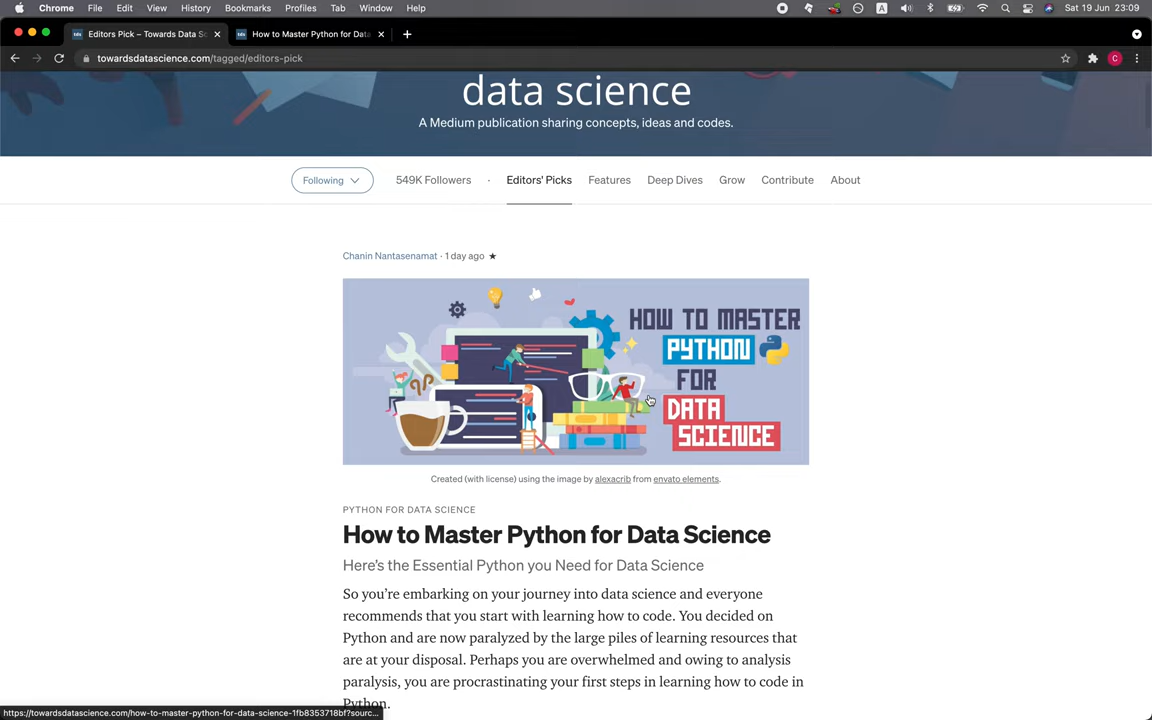 Chrome File Edit View History Bookmarks Profiles Tab Window Help A Sat 19 Jun 23:09
Editors Pick – Towards Data Sc How to Master Python for Data
towardsdatascience.com/tagged/editors-pick C
data science
A Medium publication sharing concepts, ideas and codes.
Following 549K Followers · Editors' Picks Features Deep Dives Grow Contribute About
Chanin Nantasenamat · 1 day ago ★
HOW TO MASTER
PYTHON
FOR
DATA
SCIENCE
Created (with license) using the image by alexacrib from envato elements.
PYTHON FOR DATA SCIENCE
How to Master Python for Data Science
Here's the Essential Python you Need for Data Science
So you're embarking on your journey into data science and everyone
recommends that you start with learning how to code. You decided on
Python and are now paralyzed by the large piles of learning resources that
are at your disposal. Perhaps you are overwhelmed and owing to analysis
paralysis, you are procrastinating your first steps in learning how to code in
Python.
https://towardsdatascience.com/how-to-master-python-for-data-science-1fb8353718bf?sourc...